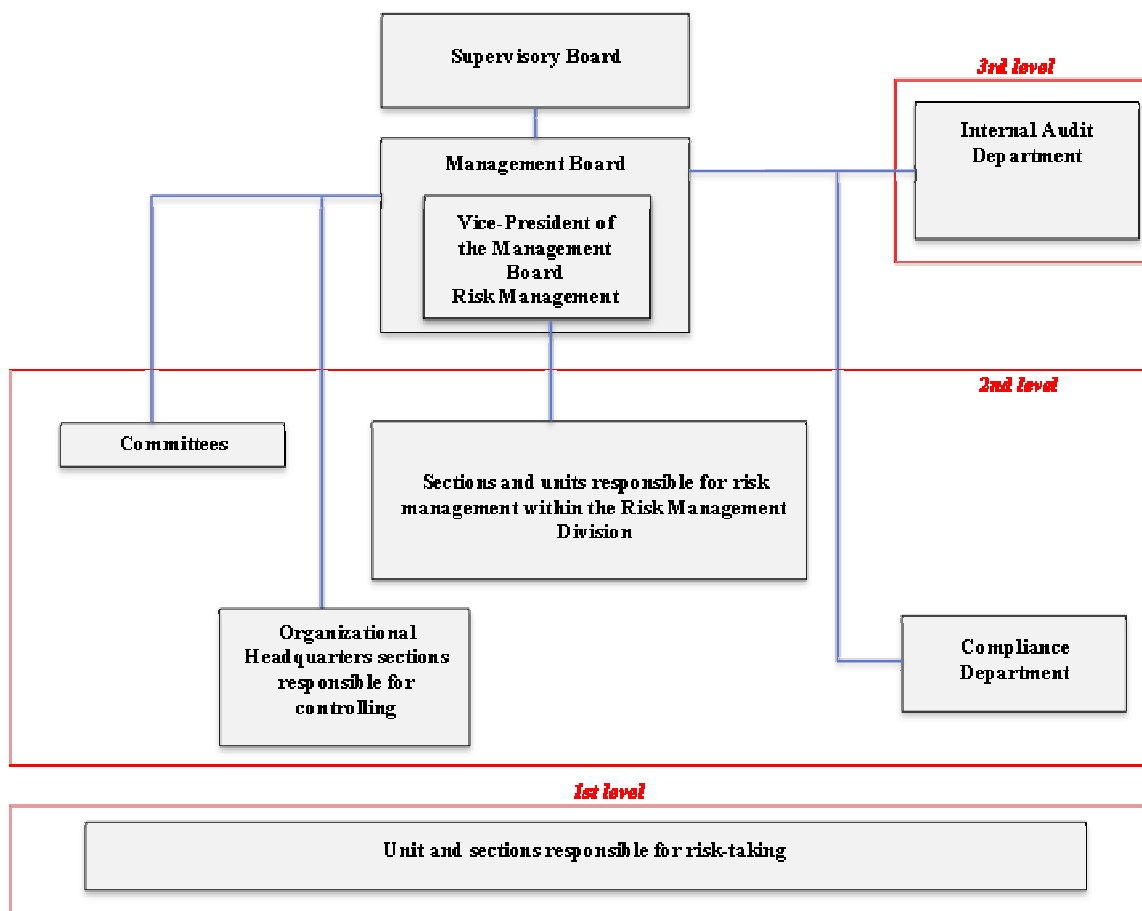 Supervisory Board
3rd level
Internal Audit
Department
Management Board
Vice-President of
the Management
Board
Risk Management
2nd level
Committees
Sections and units responsible for risk
management within the Risk Management
Division
Organizational
Headquarters sections
responsible for
controlling
Compliance
Department
1st level
Unit and sections responsible for risk-taking